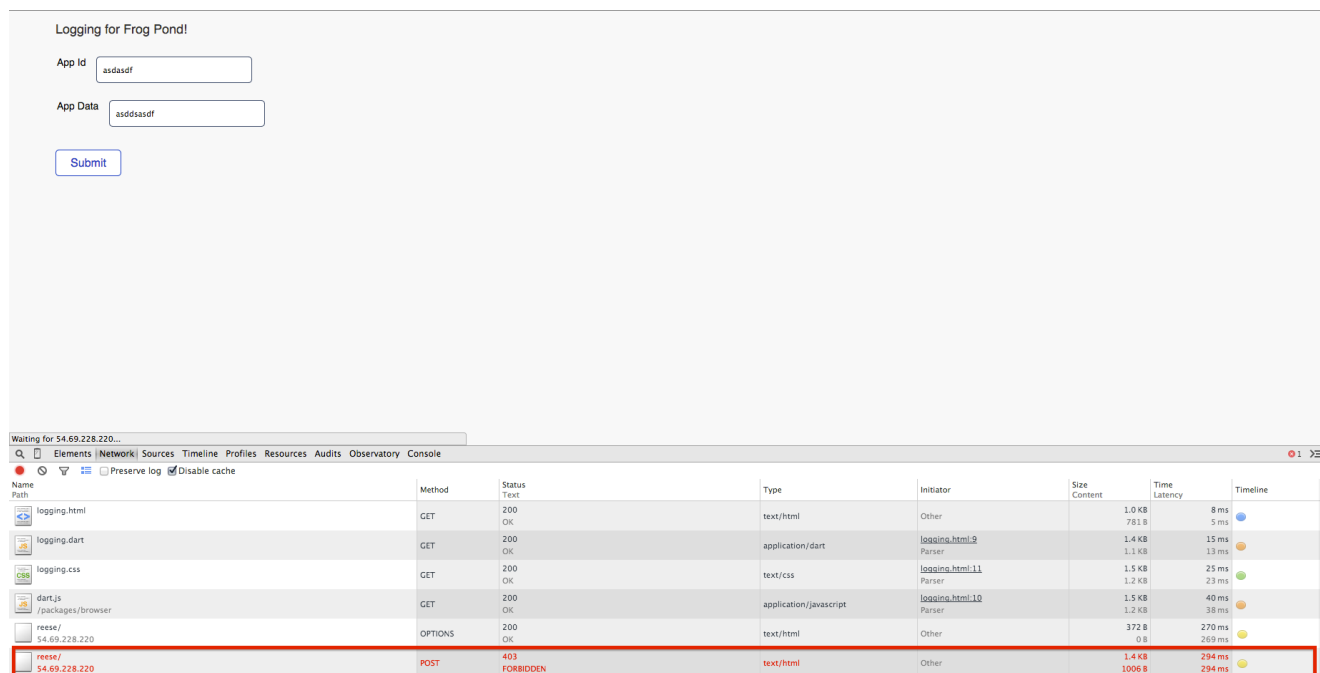 Logging for Frog Pond!
App Id
asdasdf
App Data
asddsasdf
Submit
Waiting for 54.69.228.220...
Elements Network Sources Timeline Profiles Resources Audits Observatory Console 1
Preserve log Disable cache
Name Method Status Type Initiator Size Time Timeline
Path Text Content Latency
logging.html GET 200 text/html Other 1.0 KB 8 ms
OK 781 B 5 ms
logging.dart GET 200 application/dart logging.html:9 1.4 KB 15 ms
OK Parser 1.1 KB 13 ms
logging.css GET 200 text/css logging.html:11 1.5 KB 25 ms
OK Parser 1.2 KB 23 ms
dart.js GET 200 application/javascript logging.html:10 1.5 KB 40 ms
/packages/browser OK Parser 1.2 KB 38 ms
reese/ OPTIONS 200 text/html Other 372 B 270 ms
54.69.228.220 OK 0 B 269 ms
reese/ POST 403 text/html Other 1.4 KB 294 ms
54.69.228.220 FORBIDDEN 1006 B 294 ms